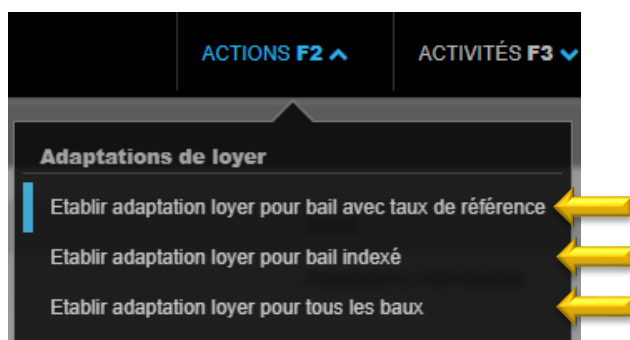 ACTIONS F2 ACTIVITÉS F3
Adaptations de loyer
Etablir adaptation loyer pour bail avec taux de référence
Etablir adaptation loyer pour bail indexé
Etablir adaptation loyer pour tous les baux